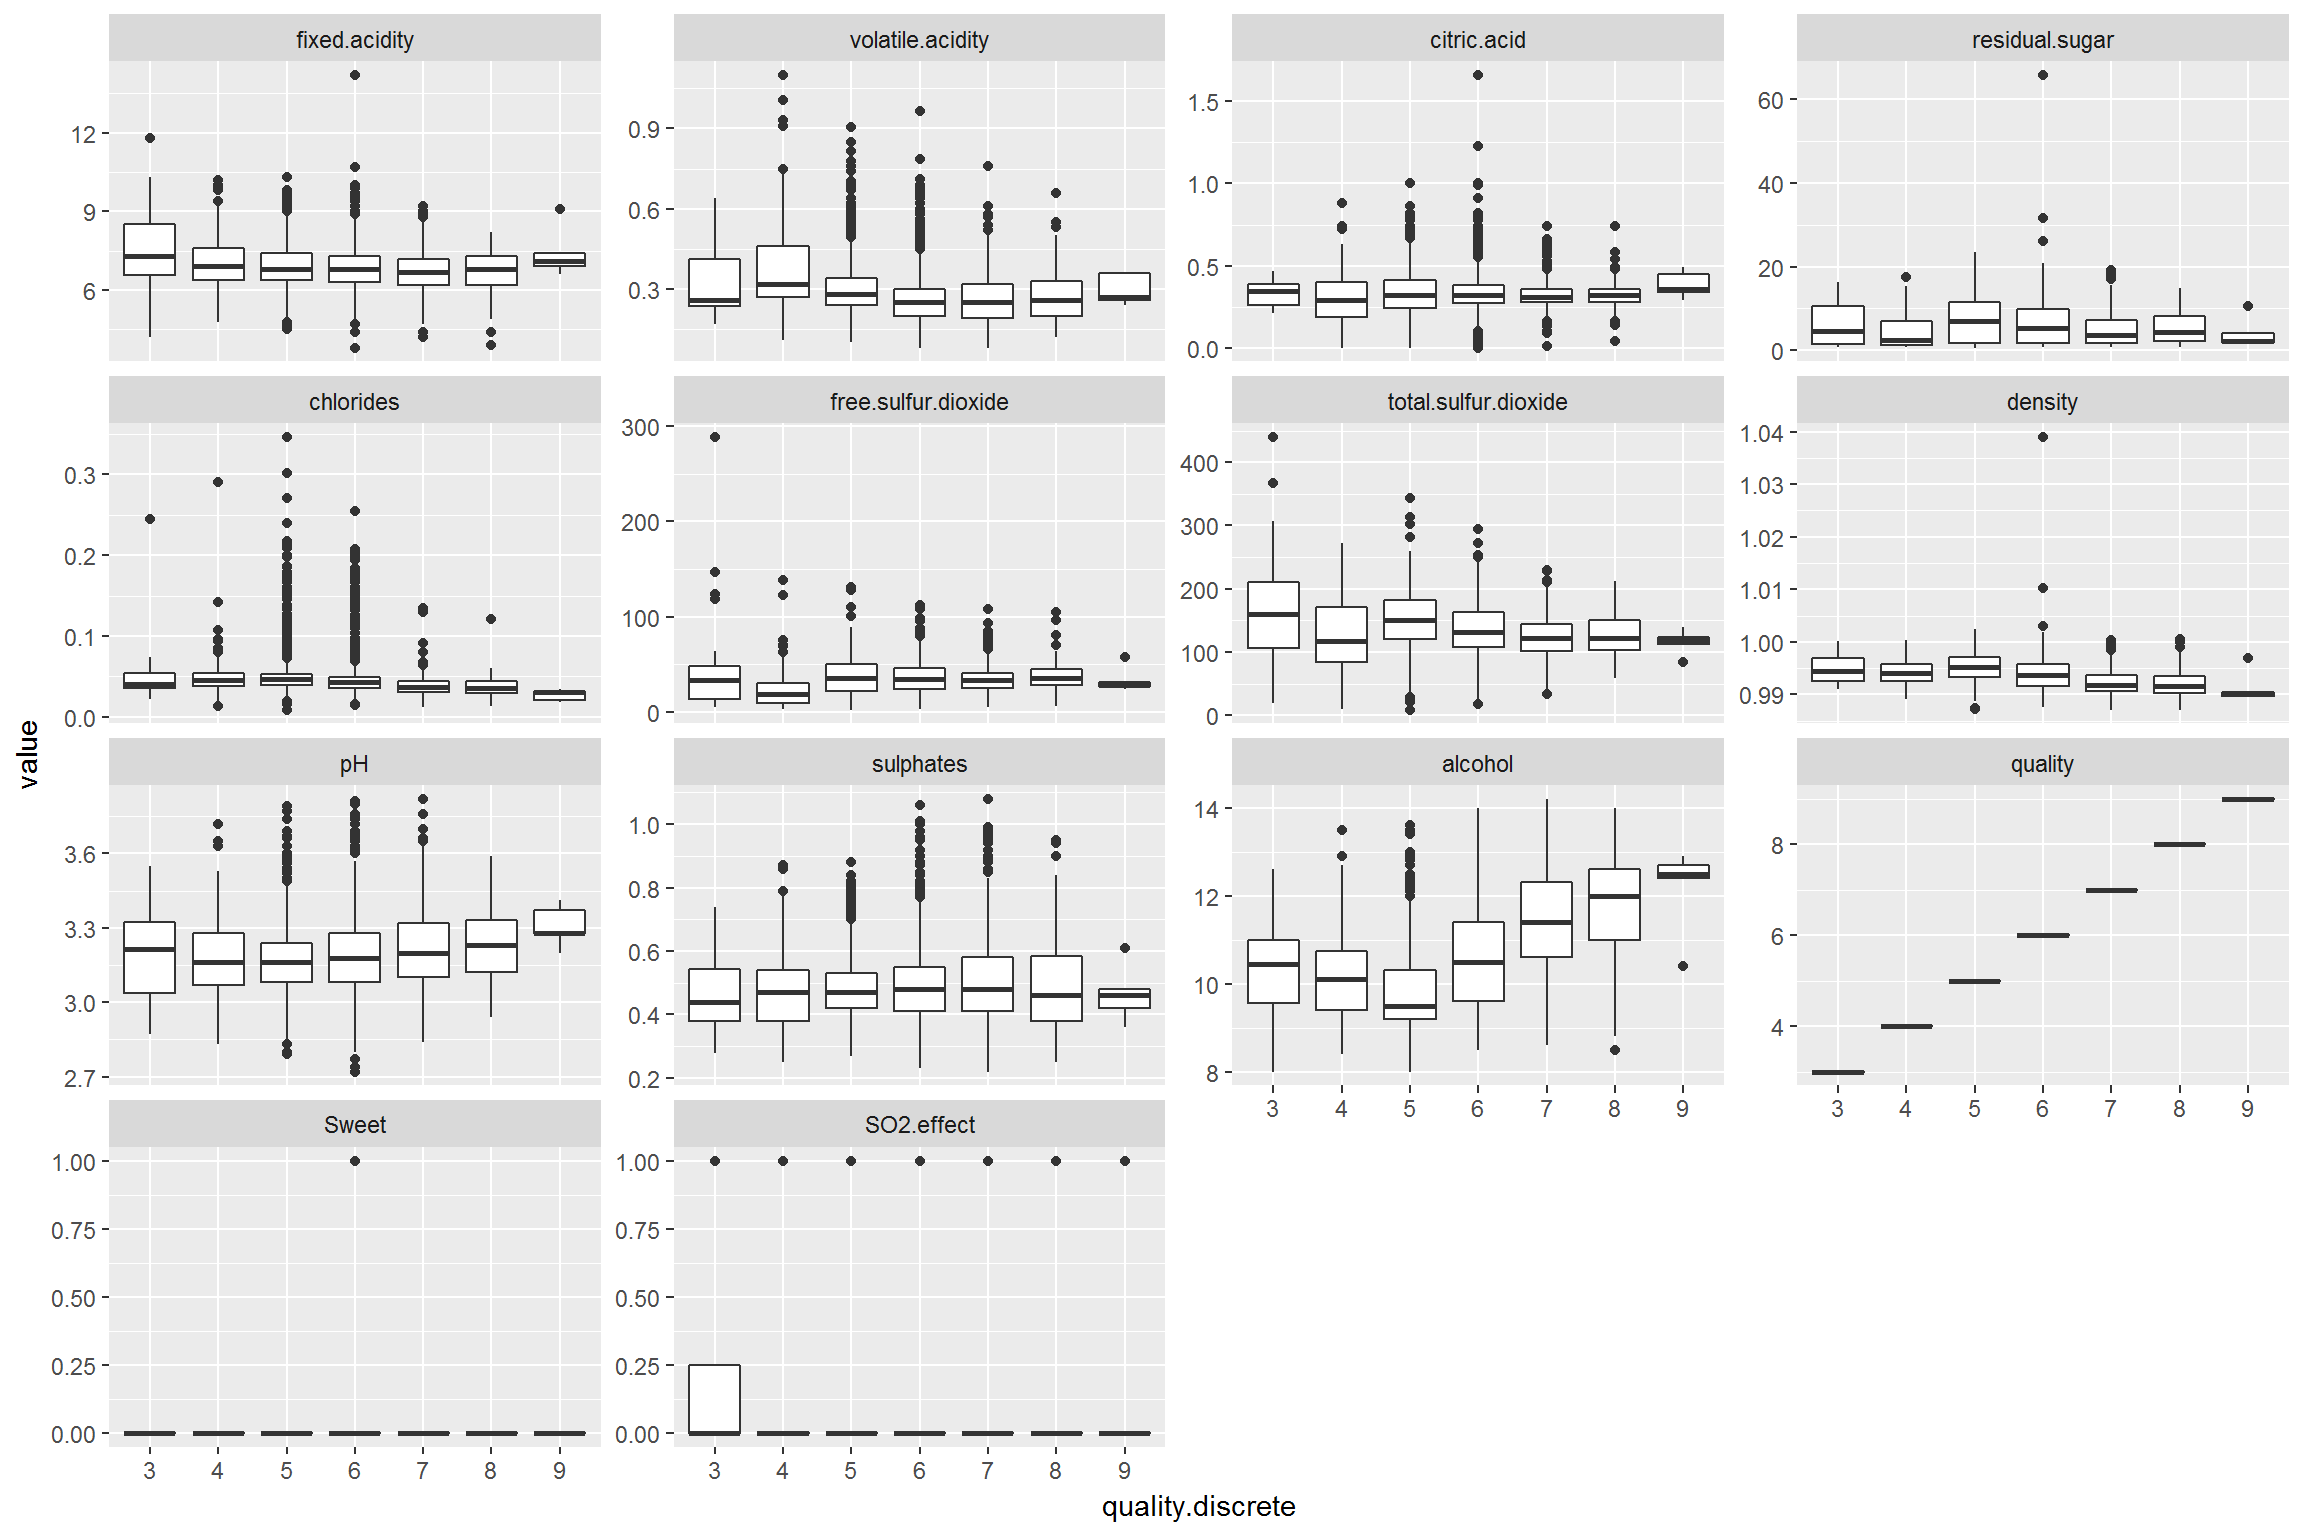 fixed.acidity
volatile.acidity
citric.acid
residual.sugar
12
9
6
0.9
0.6
0.3
1.5
1.0
0.5
0.0
60
40
20
0
chlorides
free.sulfur.dioxide
total.sulfur.dioxide
density
0.3
0.2
0.1
0.0
300
200
100
0
400
300
200
100
0
1.04
1.03
1.02
1.01
1.00
0.99
value
pH
sulphates
alcohol
quality
3.6
3.3
3.0
2.7
1.0
0.8
0.6
0.4
0.2
14
12
10
8
8
6
4
3 4 5 6 7 8 9
3 4 5 6 7 8 9
Sweet
SO2.effect
1.00
0.75
0.50
0.25
0.00
1.00
0.75
0.50
0.25
0.00
3 4 5 6 7 8 9
3 4 5 6 7 8 9
quality.discrete